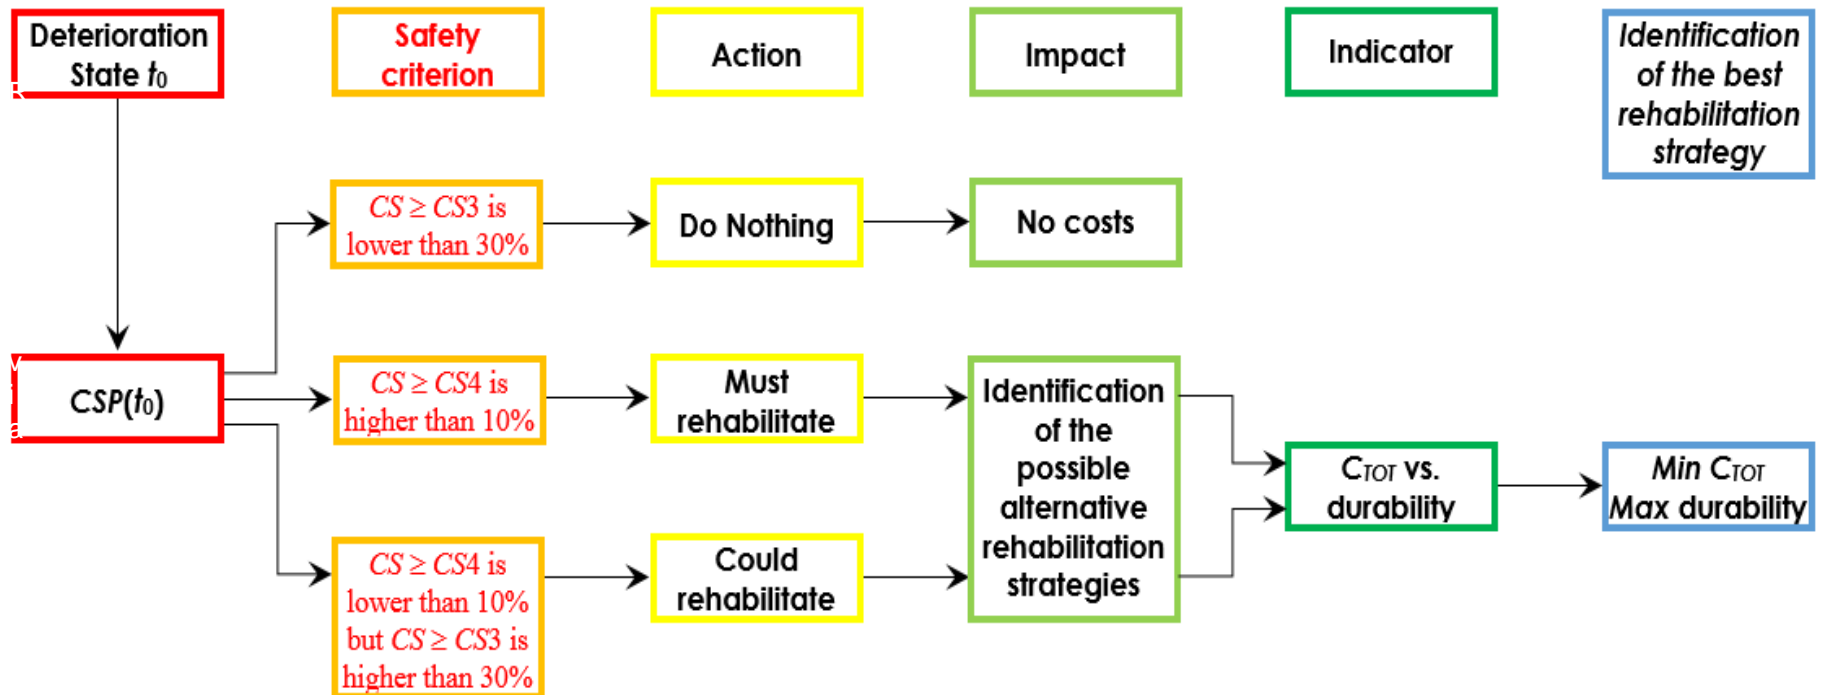 Deterioration
State t0
Safety
criterion
Action
Impact
Indicator
Identification
of the best
rehabilitation
strategy
CS ≥ CS3 is
lower than 30%
Do Nothing
No costs
CSP(t0)
CS ≥ CS4 is
higher than 10%
Must
rehabilitate
Identification
of the
possible
alternative
rehabilitation
strategies
CTOT vs.
durability
Min CTOT
Max durability
CS ≥ CS4 is
lower than 10%
but CS ≥ CS3 is
higher than 30%
Could
rehabilitate